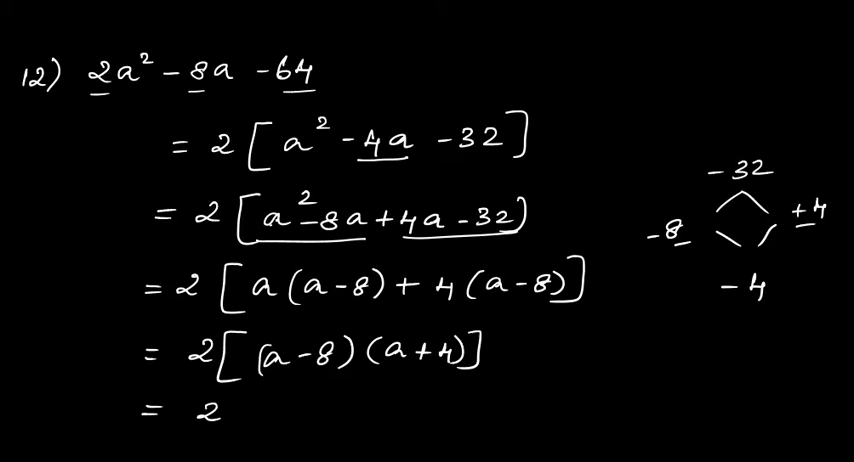 12) 2a² - 8a - 64
= 2 [ a² - 4a - 32 ]
= 2 [ a² - 8a + 4a - 32 ]
= 2 [ a (a - 8) + 4 (a - 8) ]
= 2 [ (a - 8) (a + 4) ]
= 2
- 32
- 8 + 4
- 4